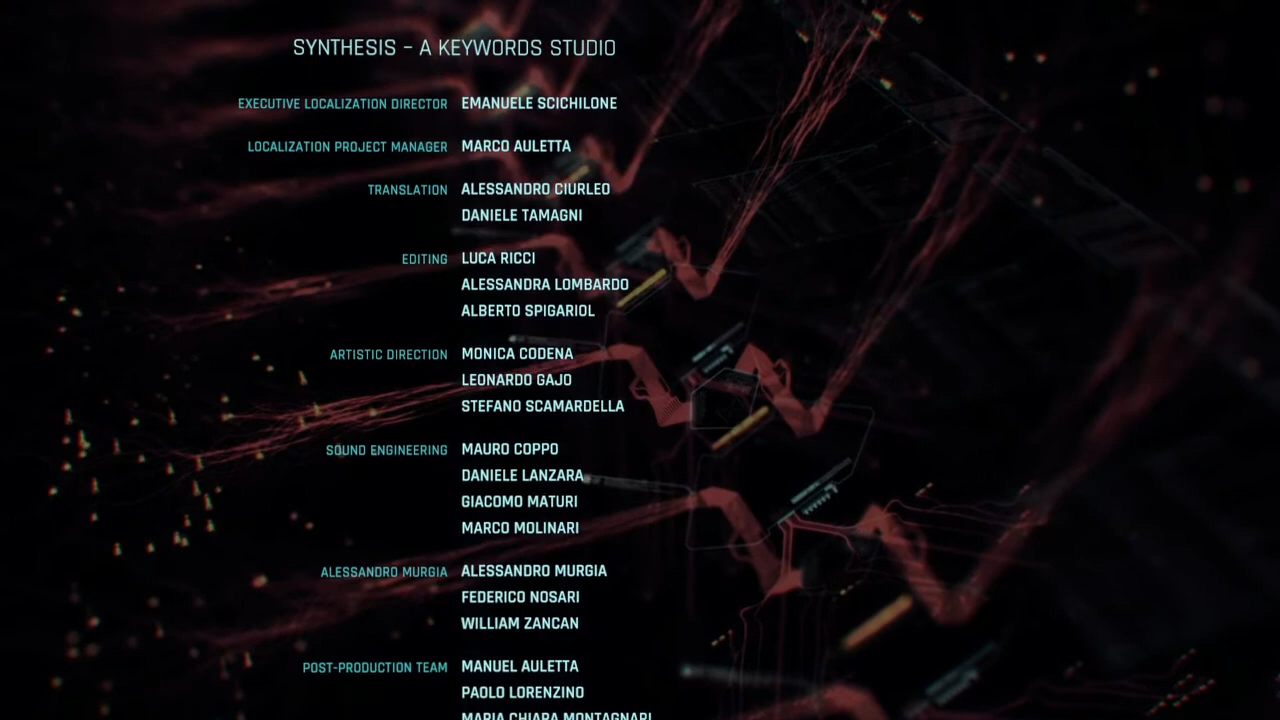 SYNTHESIS – A KEYWORDS STUDIO
EXECUTIVE LOCALIZATION DIRECTOR EMANUELE SCICHILONE
LOCALIZATION PROJECT MANAGER MARCO AULETTA
TRANSLATION ALESSANDRO CIURLEO
DANIELE TAMAGNI
EDITING LUCA RICCI
ALESSANDRA LOMBARDO
ALBERTO SPIGARIOL
ARTISTIC DIRECTION MONICA CODENA
LEONARDO GAJO
STEFANO SCAMARDELLA
SOUND ENGINEERING MAURO COPPO
DANIELE LANZARA
GIACOMO MATURI
MARCO MOLINARI
ALESSANDRO MURGIA ALESSANDRO MURGIA
FEDERICO NOSARI
WILLIAM ZANCAN
POST-PRODUCTION TEAM MANUEL AULETTA
PAOLO LORENZINO
MARIA CHIARA MONTAGNARI